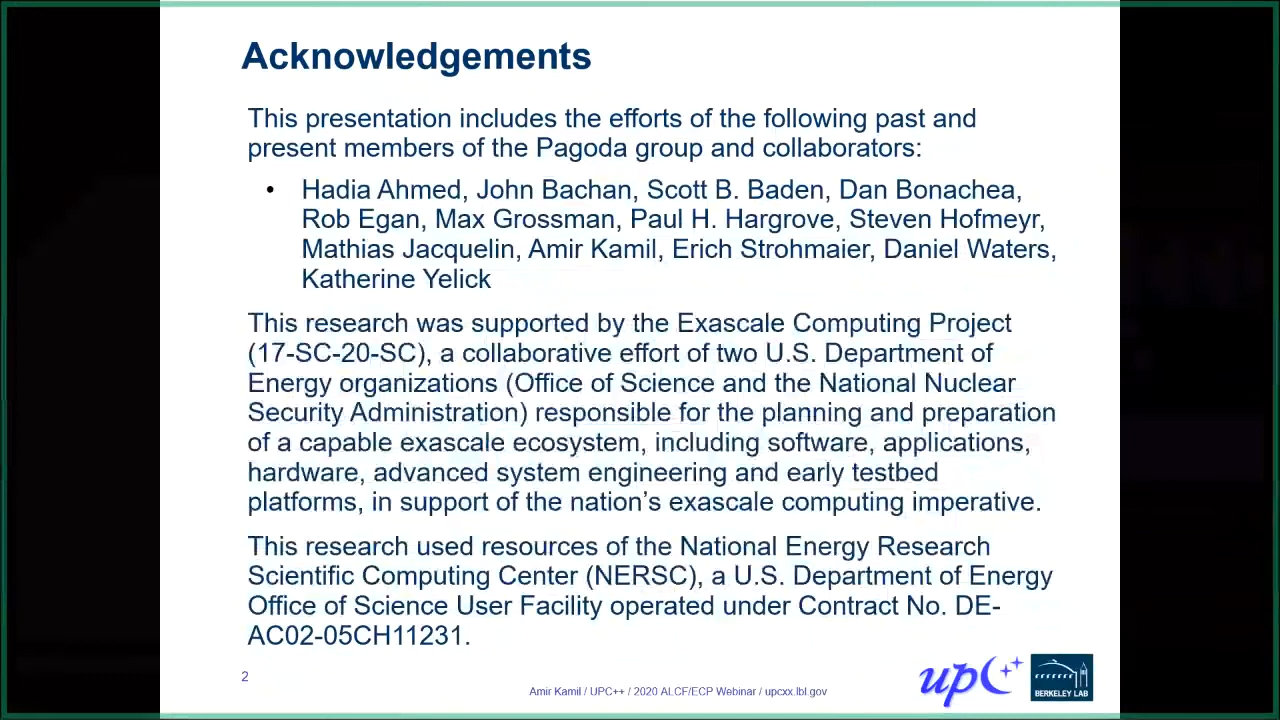 Acknowledgements
This presentation includes the efforts of the following past and
present members of the Pagoda group and collaborators:
• Hadia Ahmed, John Bachan, Scott B. Baden, Dan Bonachea,
Rob Egan, Max Grossman, Paul H. Hargrove, Steven Hofmeyr,
Mathias Jacquelin, Amir Kamil, Erich Strohmaier, Daniel Waters,
Katherine Yelick
This research was supported by the Exascale Computing Project
(17-SC-20-SC), a collaborative effort of two U.S. Department of
Energy organizations (Office of Science and the National Nuclear
Security Administration) responsible for the planning and preparation
of a capable exascale ecosystem, including software, applications,
hardware, advanced system engineering and early testbed
platforms, in support of the nation’s exascale computing imperative.
This research used resources of the National Energy Research
Scientific Computing Center (NERSC), a U.S. Department of Energy
Office of Science User Facility operated under Contract No. DE-
AC02-05CH11231.
2
Amir Kamil / UPC++ / 2020 ALCF/ECP Webinar / upcxx.lbl.gov
upc++
BERKELEY LAB